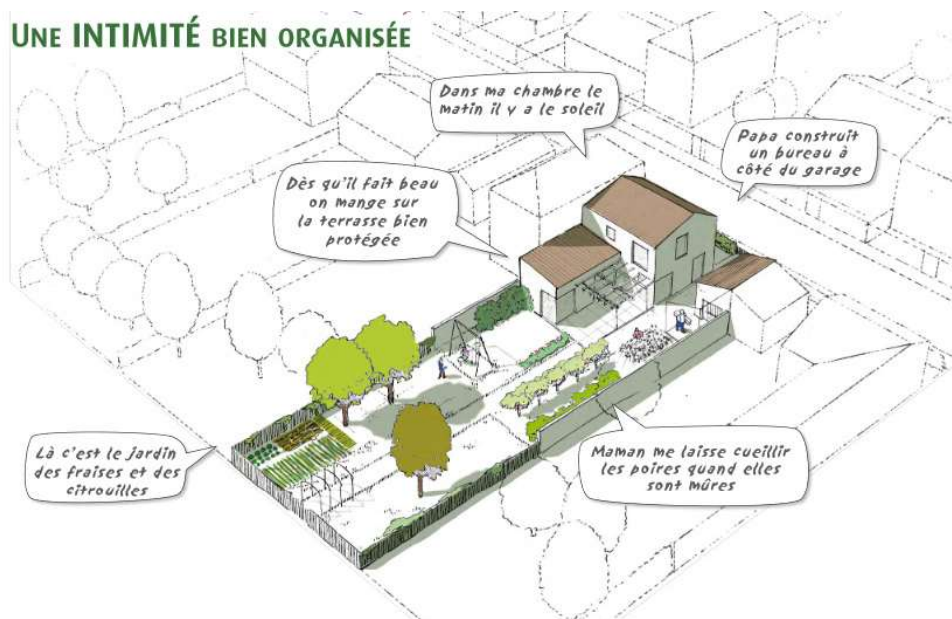 UNE INTIMITÉ BIEN ORGANISÉE
Dans ma chambre le
matin il y a le soleil
Papa construit
un bureau à
côté du garage
Dès qu'il fait beau
on mange sur
la terrasse bien
protégée
Là c'est le jardin
des fraises et des
citrouilles
Maman me laisse cueillir
les poires quand elles
sont mûres